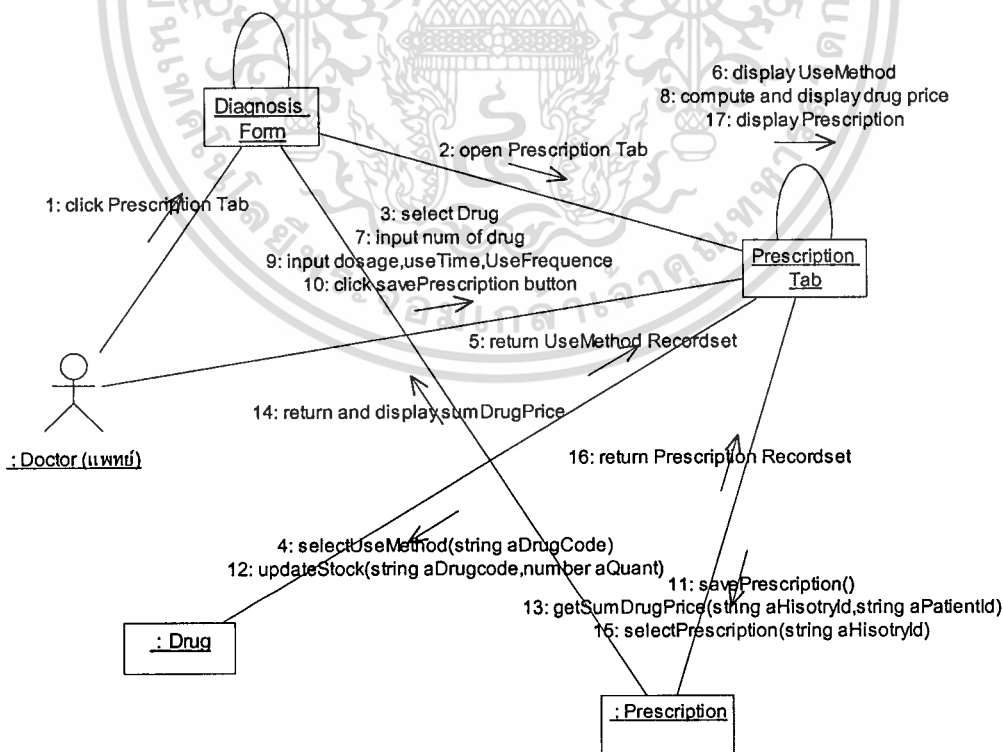 6: display UseMethod
8: compute and display drug price
17: display Prescription
Diagnosis
Form
2: open Prescription Tab
1: click Prescription Tab
3: select Drug
7: input num of drug
9: input dosage,useTime,UseFrequence
10: click savePrescription button
Prescription
Tab
5: return UseMethod Recordset
14: return and display sumDrugPrice
: Doctor (แพทย์)
16: return Prescription Recordset
4: selectUseMethod(string aDrugCode)
12: updateStock(string aDrugcode,number aQuant)
11: savePrescription()
13: getSumDrugPrice(string aHisotryId,string aPatientId)
15: selectPrescription(string aHisotryId)
: Drug
: Prescription